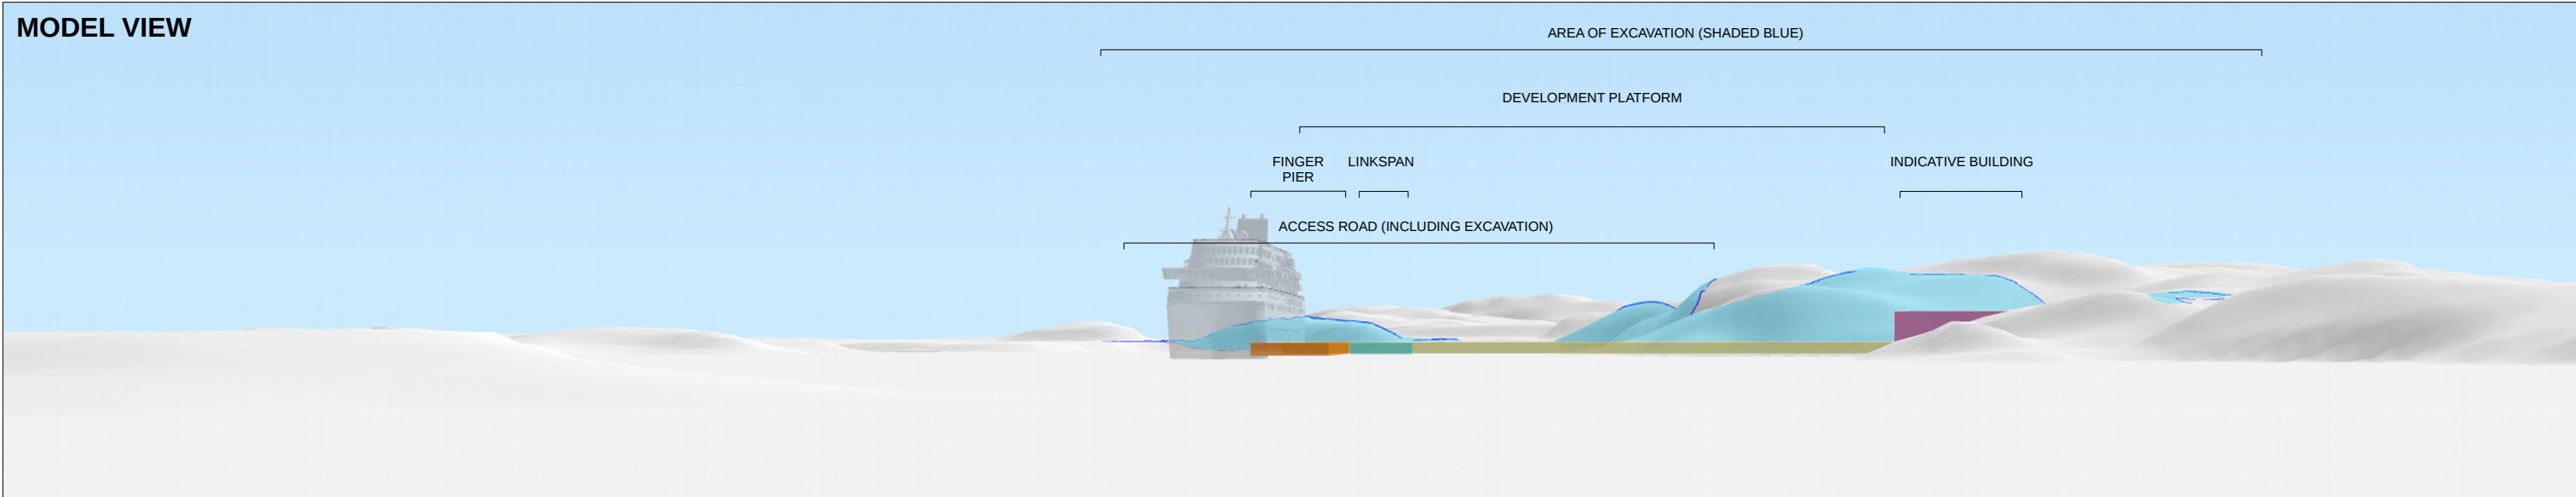 MODEL VIEW
AREA OF EXCAVATION (SHADED BLUE)
DEVELOPMENT PLATFORM
FINGER
PIER
LINKSPAN
INDICATIVE BUILDING
ACCESS ROAD (INCLUDING EXCAVATION)